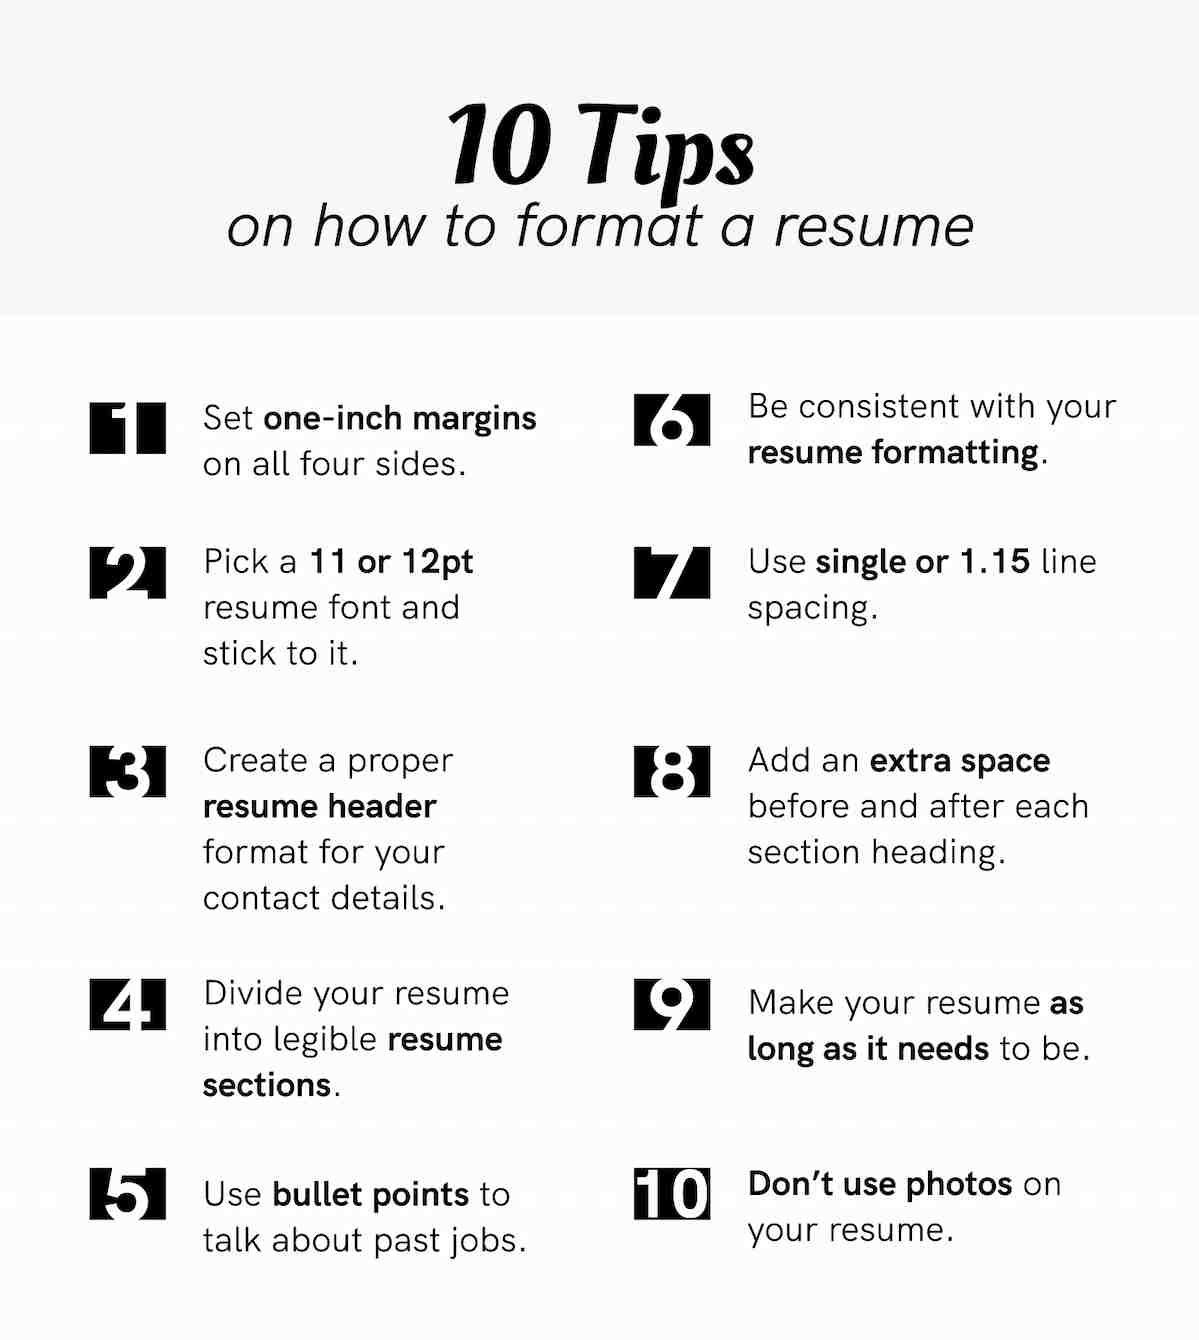 10 Tips
on how to format a resume
1
Set one-inch margins
on all four sides.
2
Pick a 11 or 12pt
resume font and
stick to it.
3
Create a proper
resume header
format for your
contact details.
4
Divide your resume
into legible resume
sections.
5
Use bullet points to
talk about past jobs.
6
Be consistent with your
resume formatting.
7
Use single or 1.15 line
spacing.
8
Add an extra space
before and after each
section heading.
9
Make your resume as
long as it needs to be.
10
Don’t use photos on
your resume.